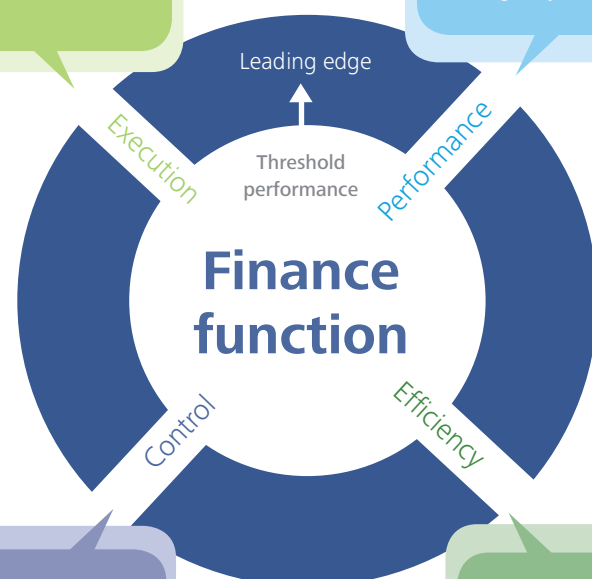 Leading edge
Execution
Performance
Threshold
performance
Finance
function
Control
Efficiency